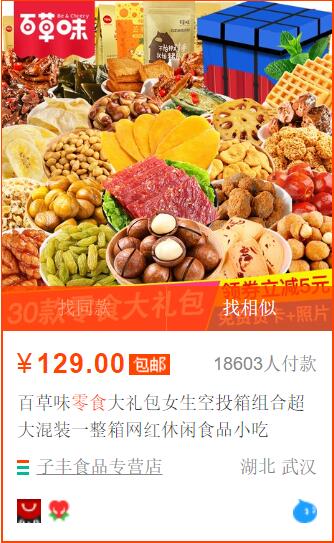 百草味
Be & Cheery
百草味
领券立减5元
30款零食大礼包
免费贺卡+照片
找同款
找相似
￥129.00 包邮 18603人付款
百草味零食大礼包女生空投箱组合超
大混装一整箱网红休闲食品小吃
子丰食品专营店 湖北 武汉